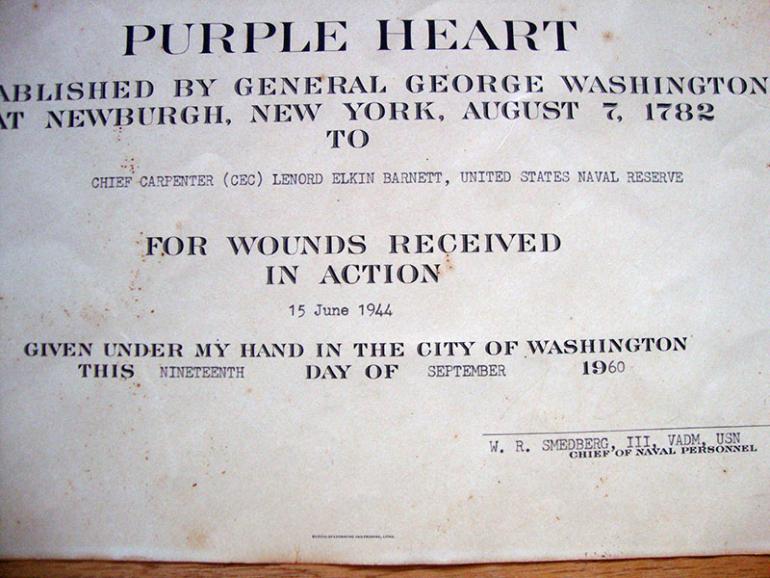 PURPLE HEART
ABLISHED BY GENERAL GEORGE WASHINGTON
AT NEWBURGH, NEW YORK, AUGUST 7, 1782
TO
CHIEF CARPENTER (CEC) LENORD ELKIN BARNETT, UNITED STATES NAVAL RESERVE
FOR WOUNDS RECEIVED
IN ACTION
15 June 1944
GIVEN UNDER MY HAND IN THE CITY OF WASHINGTON
THIS NINETEENTH DAY OF SEPTEMBER 1960
W. R. SMEDBERG, III, VADM, USN
CHIEF OF NAVAL PERSONNEL